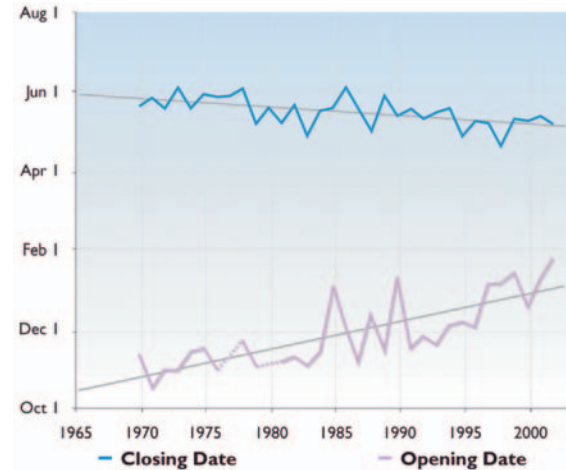 Aug 1
Jun 1
Apr 1
Feb 1
Dec 1
Oct 1
1965 1970 1975 1980 1985 1990 1995 2000
Closing Date Opening Date